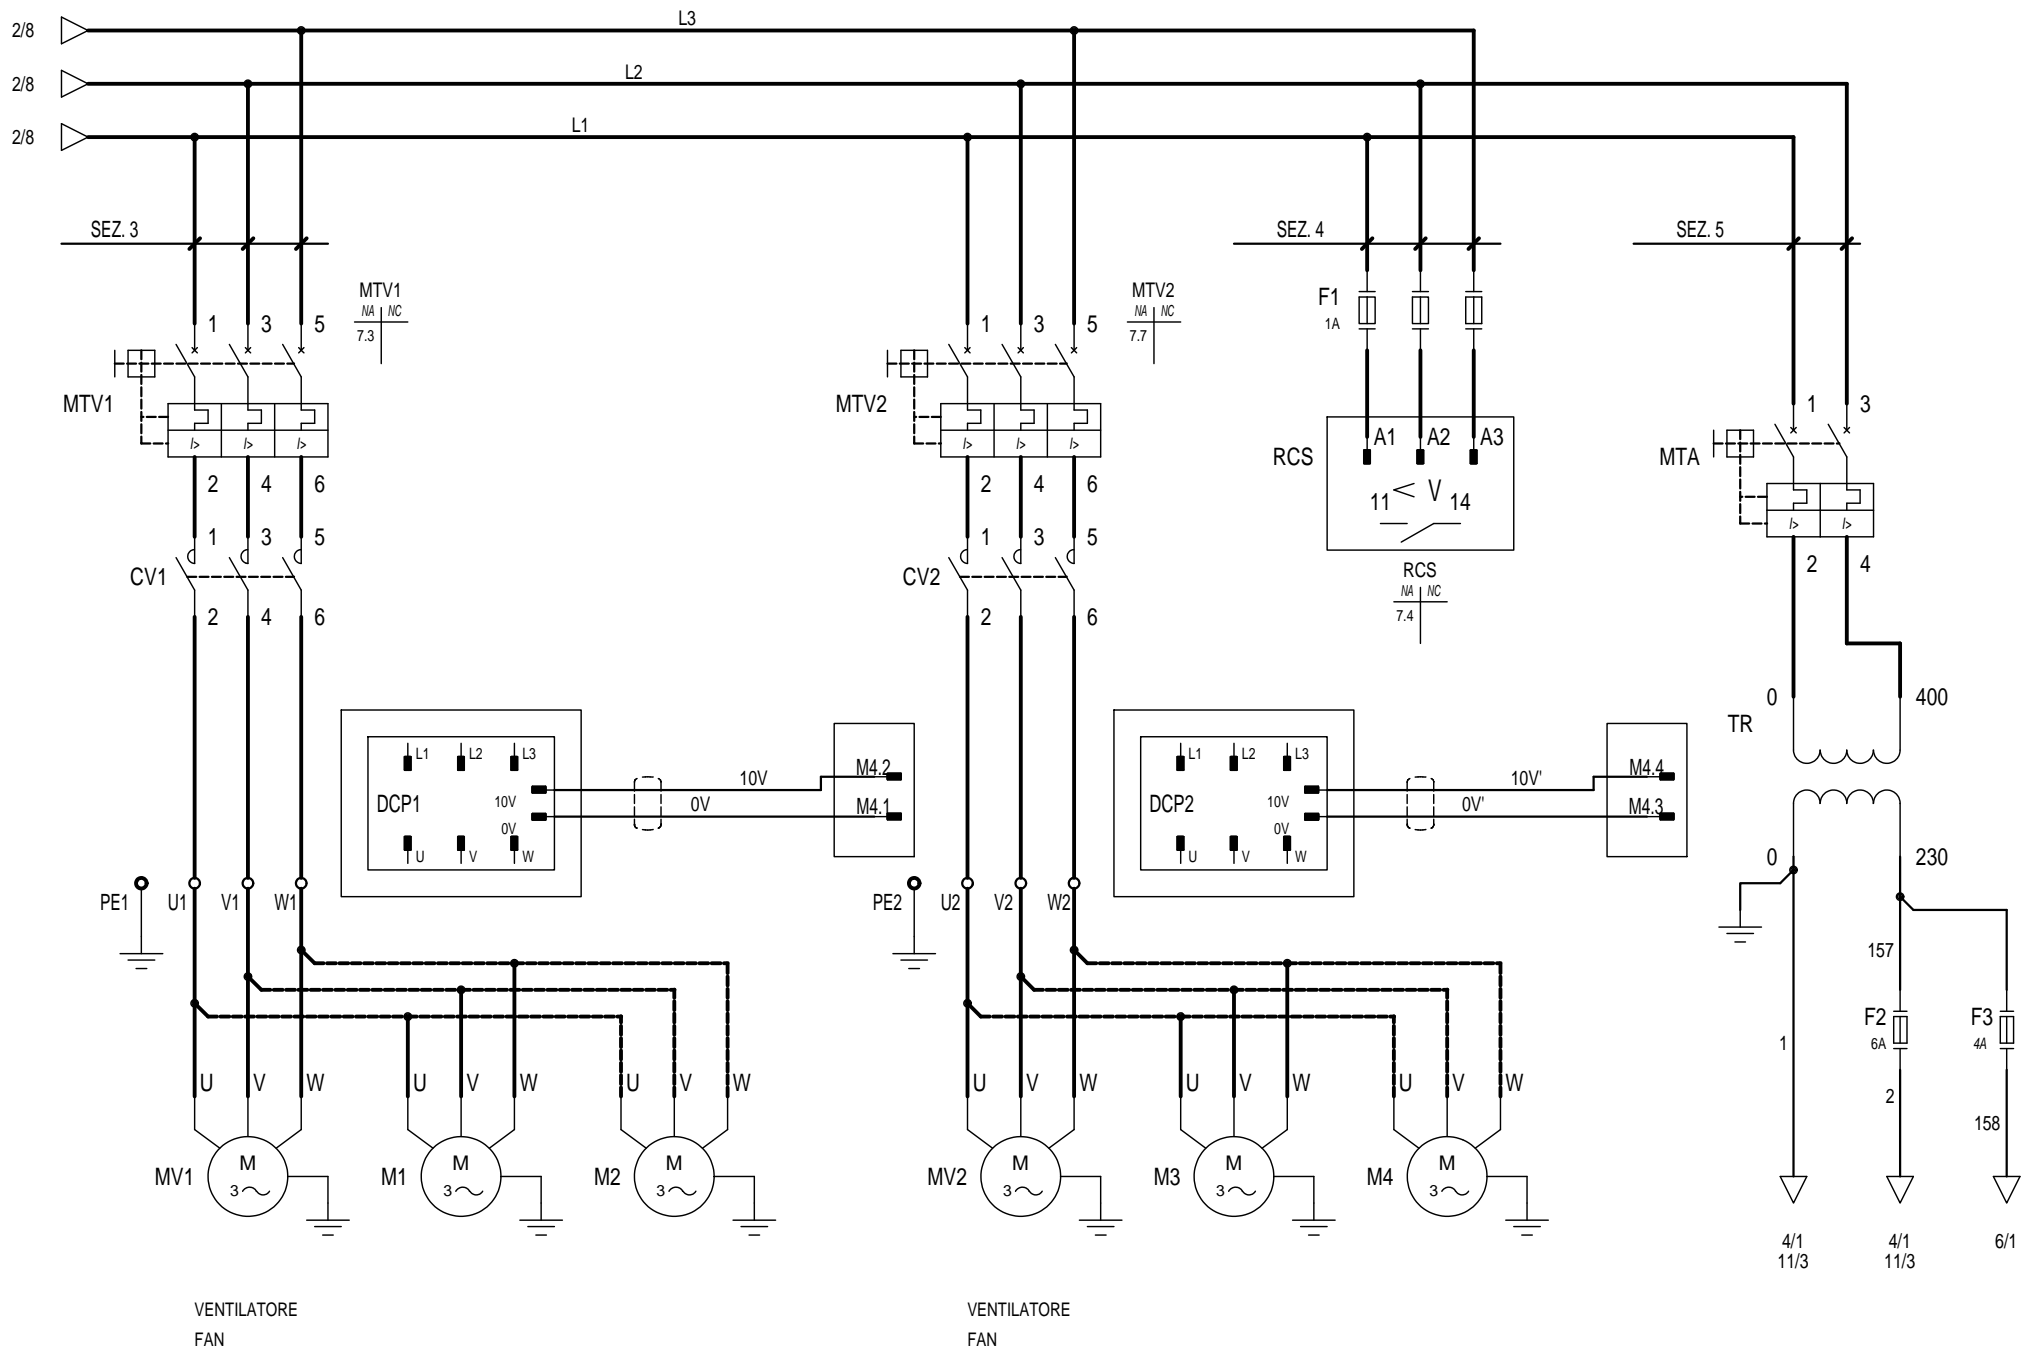 2/8 L3
2/8 L2
2/8 L1
SEZ. 3 SEZ. 4 SEZ. 5
MTV1 MTV2
NA NC NA NC
7.3 7.7
F1
1A
1 3 5 1 3 5
MTV1 MTV2
I> I> I> I> I> I>
2 4 6 2 4 6
A1 A2 A3
RCS
11 < V 14
1 3
MTA
I> I>
2 4
1 3 5 1 3 5
CV1 CV2
2 4 6 2 4 6
RCS
NA NC
7.4
0 400
TR
L1 L2 L3
DCP1
10V
0V
U V W
10V M4.2
0V M4.1
L1 L2 L3
DCP2
10V
0V
U V W
10V' M4.4
0V' M4.3
0 230
PE1 U1 V1 W1 PE2 U2 V2 W2
157
F2
6A
F3
4A
1
2
158
U V W U V W U V W U V W U V W U V W
MV1 M 3 M1 M 3 M2 M 3 MV2 M 3 M3 M 3 M4 M 3
4/1 4/1 6/1
11/3 11/3
VENTILATORE VENTILATORE
FAN FAN